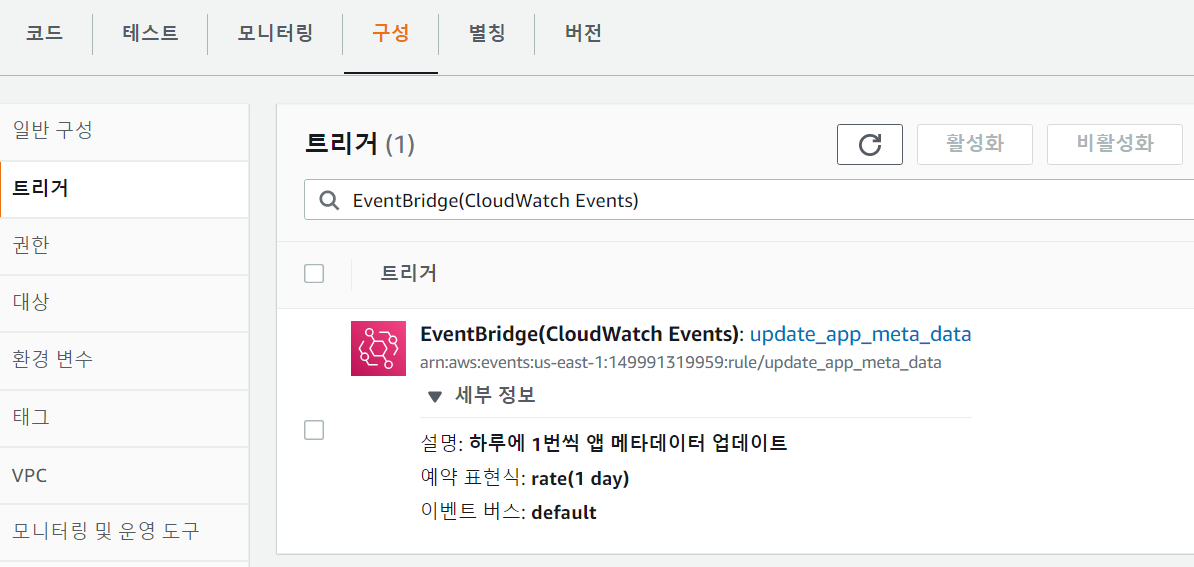 코드 테스트 모니터링 구성 별칭 버전
일반 구성
트리거
권한
대상
환경 변수
태그
VPC
모니터링 및 운영 도구
트리거 (1)
활성화 비활성화
EventBridge(CloudWatch Events)
트리거
EventBridge(CloudWatch Events): update_app_meta_data
arn:aws:events:us-east-1:149991319959:rule/update_app_meta_data
▼ 세부 정보
설명: 하루에 1번씩 앱 메타데이터 업데이트
예약 표현식: rate(1 day)
이벤트 버스: default